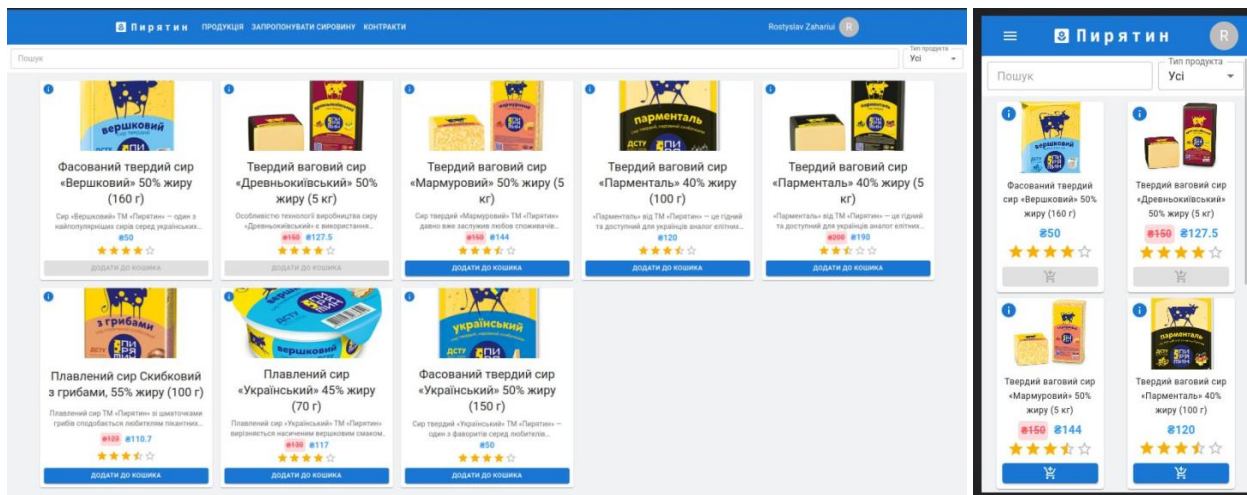 Пирятин ПРОДУКЦІЯ ЗАПРОПОНУВАТИ СИРОВИНУ КОНТРАКТИ Rostyslav Zahariui R
Пошук
Тип продукта
Усі
вершковий
Фасований твердий сир
«Вершковий» 50% жиру
(160 г)
Сир «Вершковий» ТМ «Пирятин» — один з
найпопулярніших сирів серед українських...
₴50
ДОДАТИ ДО КОШИКА
Твердий ваговий сир
«Древньокиївський» 50%
жиру (5 кг)
Особливістю технології виробництва сиру
«Древньокиївський» є використання...
₴150 ₴127.5
ДОДАТИ ДО КОШИКА
Твердий ваговий сир
«Мармуровий» 50% жиру (5
кг)
Сир твердий «Мармуровий» ТМ «Пирятин»
давно вже заслужив любов споживачів...
₴150 ₴144
ДОДАТИ ДО КОШИКА
парменталь
ДСТУ
Твердий ваговий сир
«Парменталь» 40% жиру
(100 г)
«Парменталь» від ТМ «Пирятин» — це гідний
та доступний для українців аналог елітних...
₴120
ДОДАТИ ДО КОШИКА
Твердий ваговий сир
«Парменталь» 40% жиру (5
кг)
«Парменталь» від ТМ «Пирятин» — це гідний
та доступний для українців аналог елітних...
₴200 ₴190
ДОДАТИ ДО КОШИКА
з грибами
ДСТУ
Плавлений сир Скибковий
з грибами, 55% жиру (100 г)
Плавлений сир ТМ «Пирятин» зі шматочками
грибів сподобається любителям пікантних...
₴123 ₴110.7
ДОДАТИ ДО КОШИКА
вершковий
ДСТУ
Плавлений сир
«Український» 45% жиру
(70 г)
Плавлений сир «Український» ТМ «Пирятин»
вирізняється насиченим вершковим смаком.
₴130 ₴117
ДОДАТИ ДО КОШИКА
український
ДСТУ
Фасований твердий сир
«Український» 50% жиру
(150 г)
Сир твердий «Український» ТМ «Пирятин» —
один з фаворитів серед любителів...
₴50
ДОДАТИ ДО КОШИКА
Пирятин R
Пошук
Тип продукта
Усі
Фасований твердий
сир «Вершковий» 50%
жиру (160 г)
₴50
Твердий ваговий сир
«Древньокиївський»
50% жиру (5 кг)
₴150 ₴127.5
Твердий ваговий сир
«Мармуровий» 50%
жиру (5 кг)
₴150 ₴144
парменталь
Твердий ваговий сир
«Парменталь» 40%
жиру (100 г)
₴120